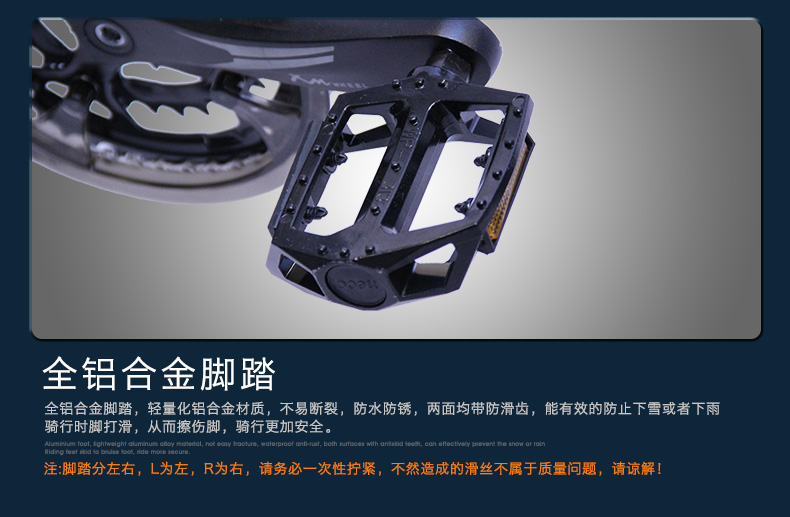 neco
全铝合金脚踏
全铝合金脚踏，轻量化铝合金材质，不易断裂，防水防锈，两面均带防滑齿，能有效的防止下雪或者下雨
骑行时脚打滑，从而擦伤脚，骑行更加安全。
Aluminium foot, lightweight aluminum alloy material, not easy fracture, waterproof anti-rust, both surfaces with antiskid teeth, can effectively prevent the snow or rain
Riding feet skid to bruise foot, ride more secure.
注:脚踏分左右，L为左，R为右，请务必一次性拧紧，不然造成的滑丝不属于质量问题，请谅解！